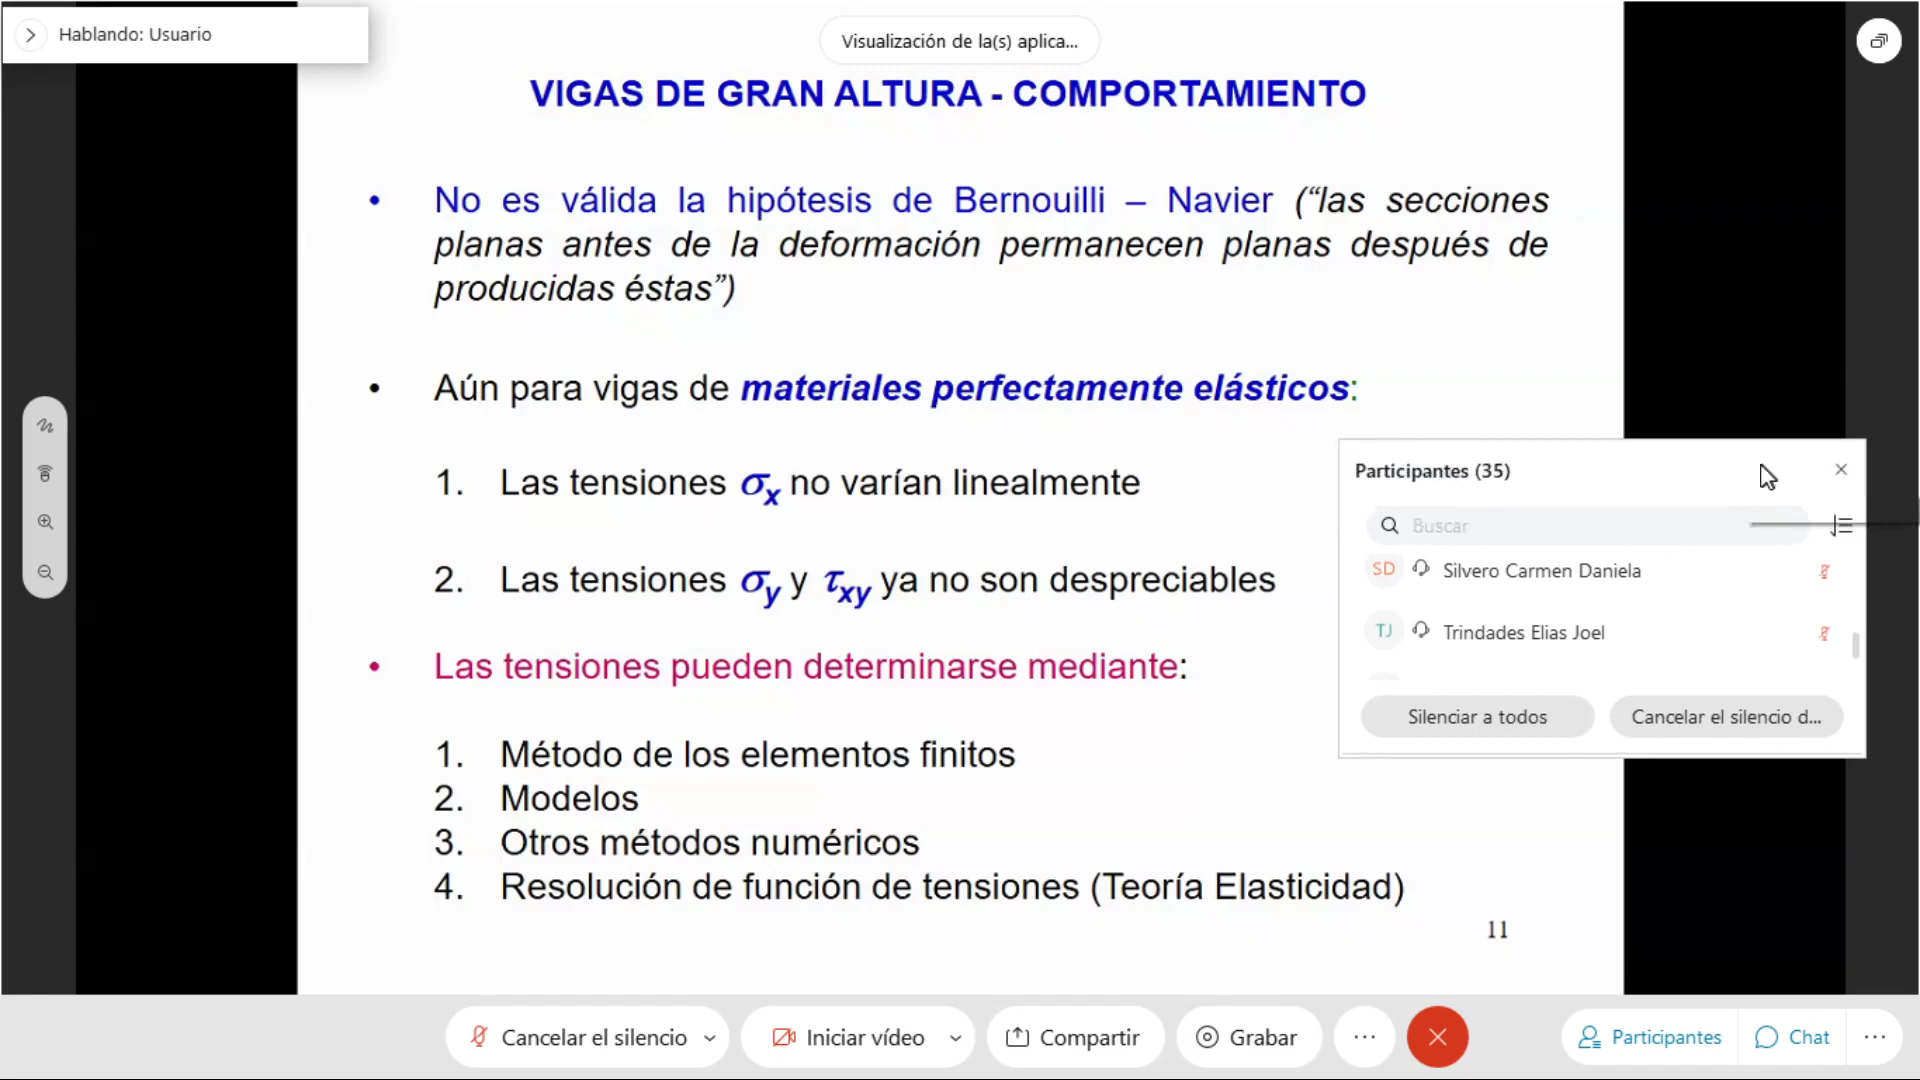 Hablando: Usuario
Visualización de la(s) aplica...
VIGAS DE GRAN ALTURA - COMPORTAMIENTO
• No es válida la hipótesis de Bernouilli – Navier (“las secciones
planas antes de la deformación permanecen planas después de
producidas éstas”)
• Aún para vigas de materiales perfectamente elásticos:
1. Las tensiones σx no varían linealmente
2. Las tensiones σy y τxy ya no son despreciables
• Las tensiones pueden determinarse mediante:
1. Método de los elementos finitos
2. Modelos
3. Otros métodos numéricos
4. Resolución de función de tensiones (Teoría Elasticidad)
11
Participantes (35)
Buscar
SD Silvero Carmen Daniela
TJ Trindades Elias Joel
Silenciar a todos
Cancelar el silencio d...
Cancelar el silencio
Iniciar vídeo
Compartir
Grabar
Participantes
Chat